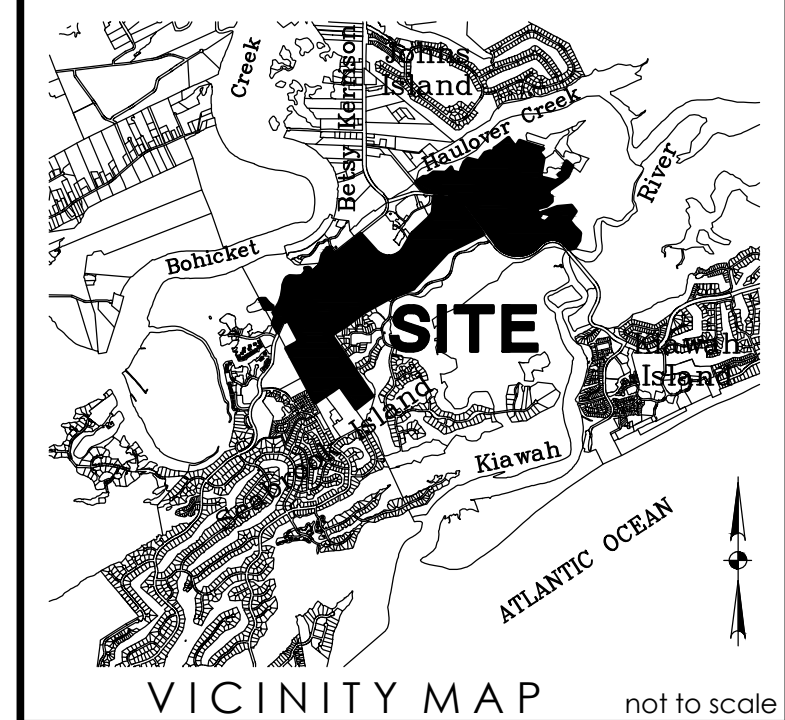 Creek
Betsy Kerrison
Johns
Island
Haulover Creek
River
Bohicket
SITE
Kiawah
Island
Seabrook Island
Kiawah
ATLANTIC OCEAN
VICINITY MAP
not to scale